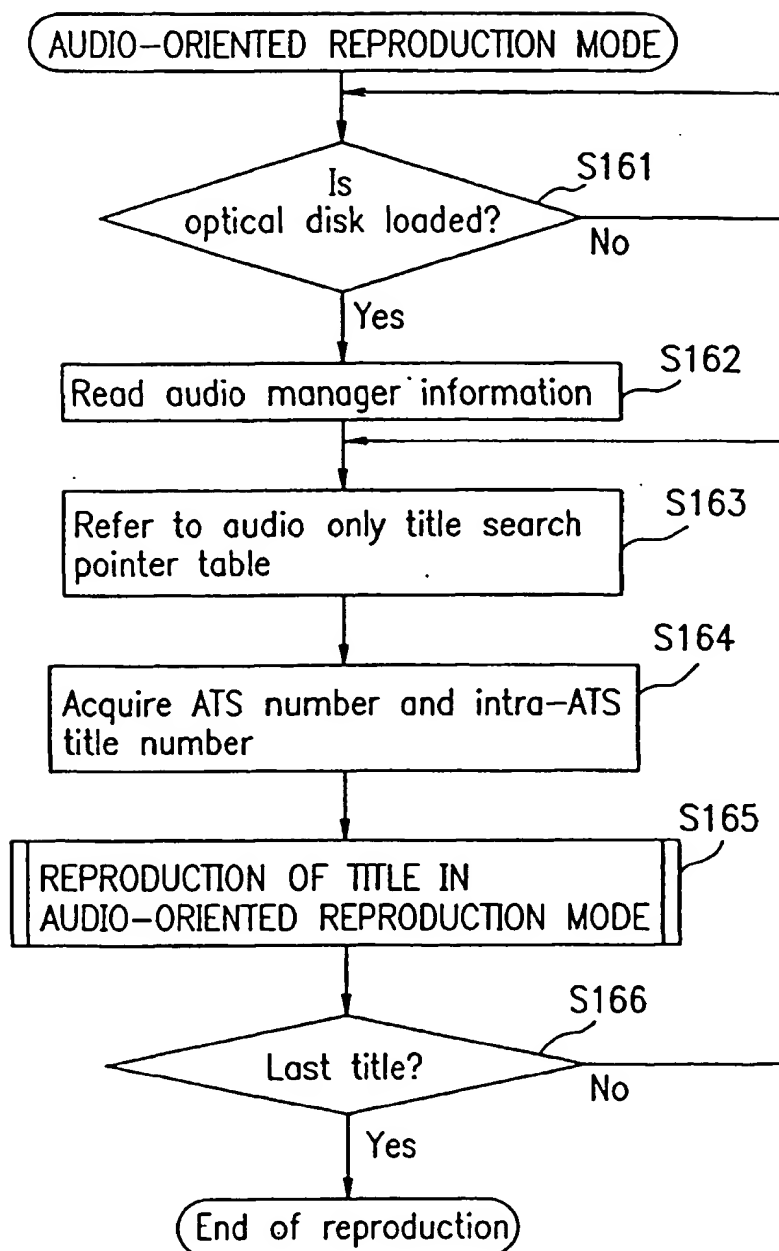 AUDIO-ORIENTED REPRODUCTION MODE
S161
Is
optical disk loaded?
No
Yes
S162
Read audio manager information
S163
Refer to audio only title search
pointer table
S164
Acquire ATS number and intra-ATS
title number
S165
REPRODUCTION OF TITLE IN
AUDIO-ORIENTED REPRODUCTION MODE
S166
Last title?
No
Yes
End of reproduction